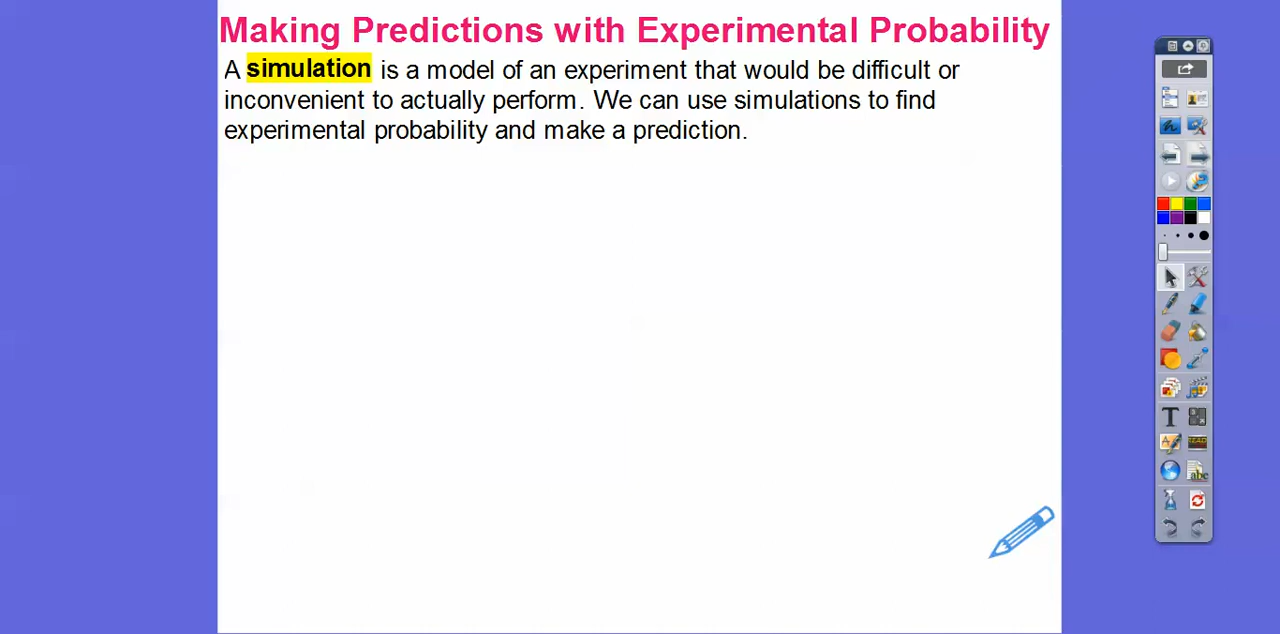 Making Predictions with Experimental Probability
A simulation is a model of an experiment that would be difficult or
inconvenient to actually perform. We can use simulations to find
experimental probability and make a prediction.